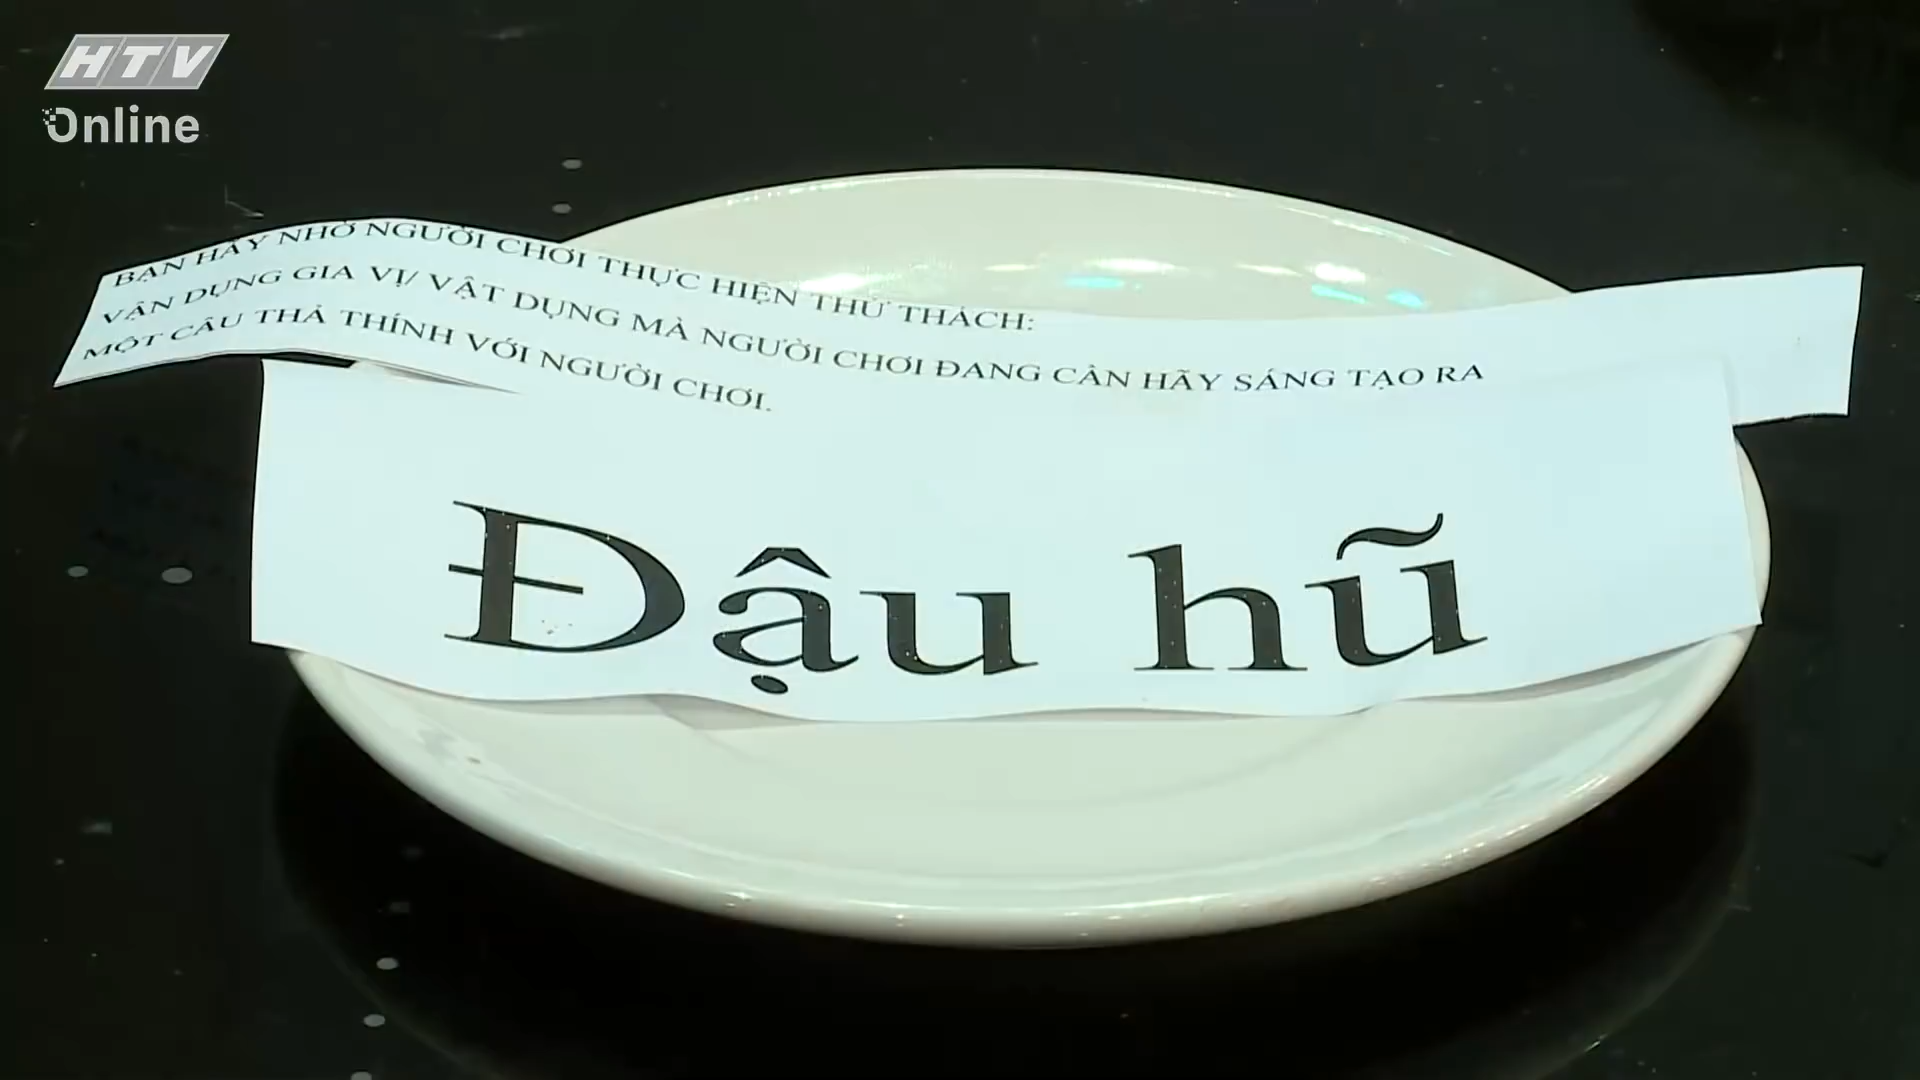 HTV
Online
BẠN HÃY NHỜ NGƯỜI CHƠI THỰC HIỆN THỬ THÁCH:
VẬN DỤNG GIA VỊ/ VẬT DỤNG MÀ NGƯỜI CHƠI ĐANG CẦN HÃY SÁNG TẠO RA
MỘT CÂU THẢ THÍNH VỚI NGƯỜI CHƠI.
Đậu hũ